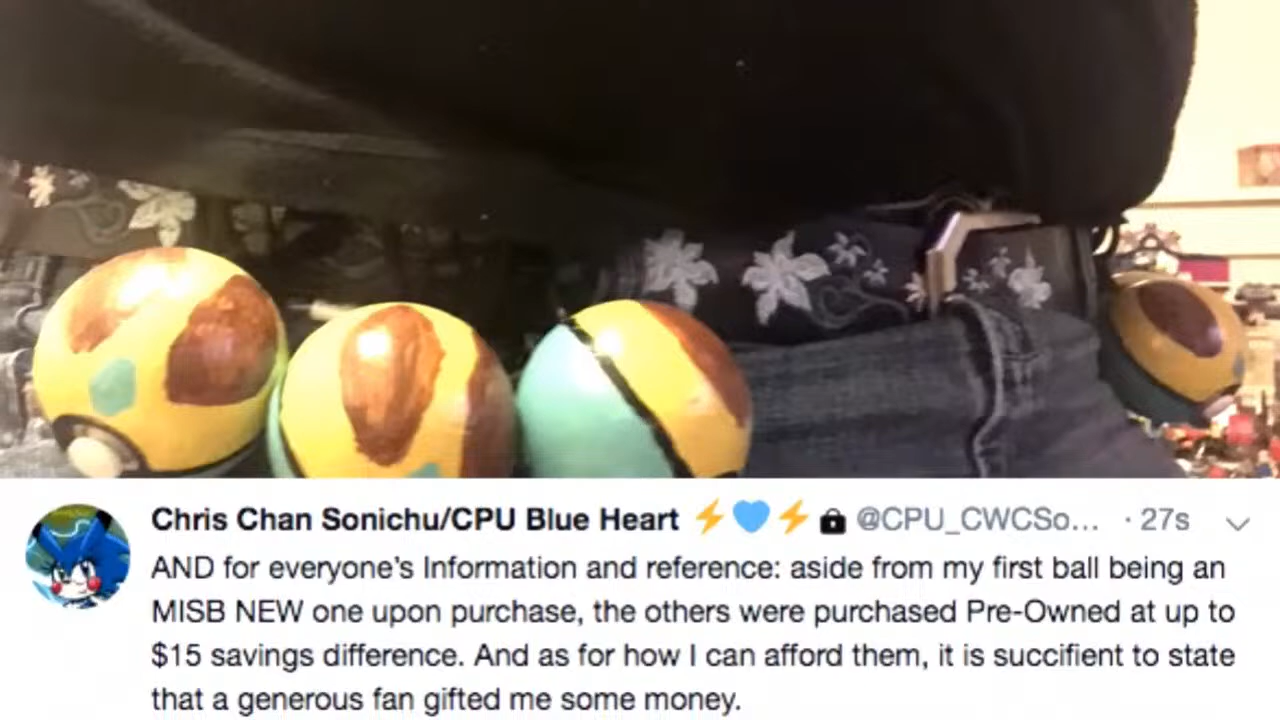 Chris Chan Sonichu/CPU Blue Heart ⚡💙⚡🔒 @CPU_CWCSo... · 27s
AND for everyone's Information and reference: aside from my first ball being an
MISB NEW one upon purchase, the others were purchased Pre-Owned at up to
$15 savings difference. And as for how I can afford them, it is succifient to state
that a generous fan gifted me some money.